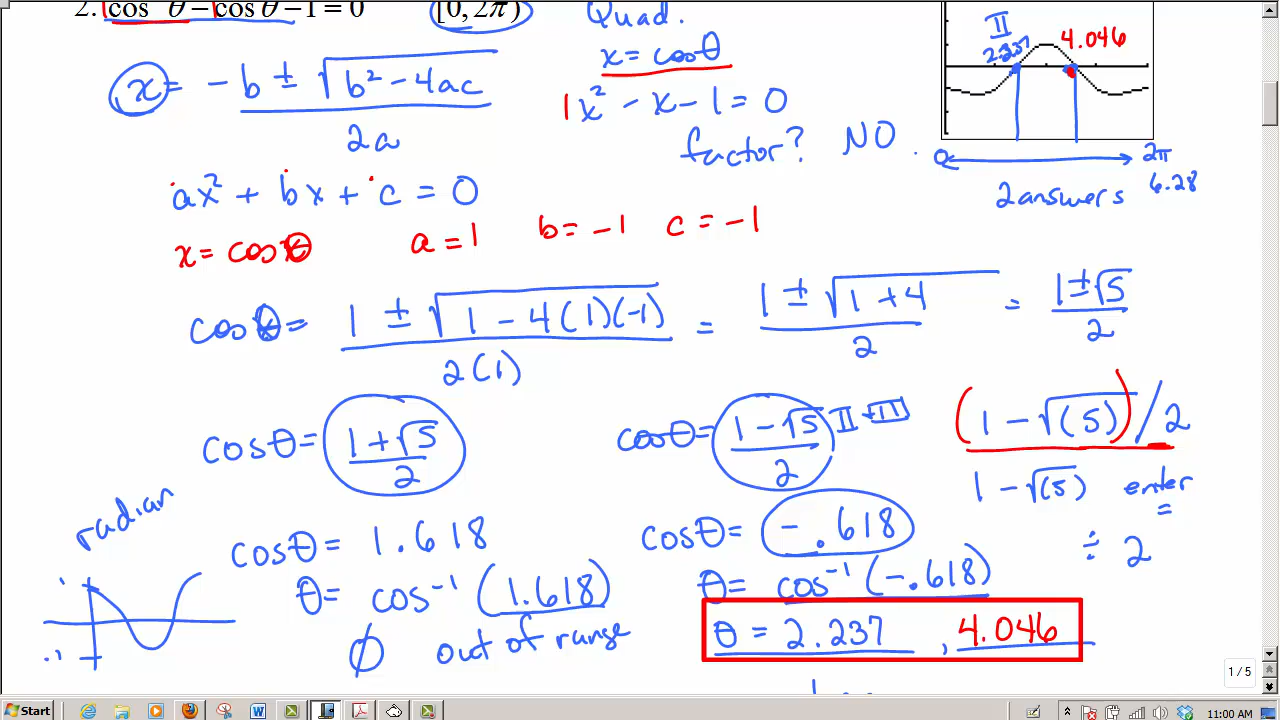 2. 1cos θ − 1cos θ − 1 = 0 [0, 2π)
Quad.
x = cosθ
1x² − x − 1 = 0
factor? NO.
x = −b ± √(b² − 4ac) / 2a
ax² + bx + c = 0
x = cosθ a = 1 b = −1 c = −1
II
2.237 4.046
0 2π
6.28
2 answers
cosθ = 1 ± √(1 − 4(1)(−1)) / 2(1) = 1 ± √(1 + 4) / 2 = 1 ± √5 / 2
cosθ = 1 + √5 / 2
cosθ = 1 − √5 / 2 II + III
(1 − √(5))/2
1 − √(5) enter
=
÷ 2
radian
cosθ = 1.618
θ = cos⁻¹(1.618)
∅ out of range
cosθ = −.618
θ = cos⁻¹(−.618)
θ = 2.237, 4.046
1
-1
1 / 5
Start
11:00 AM